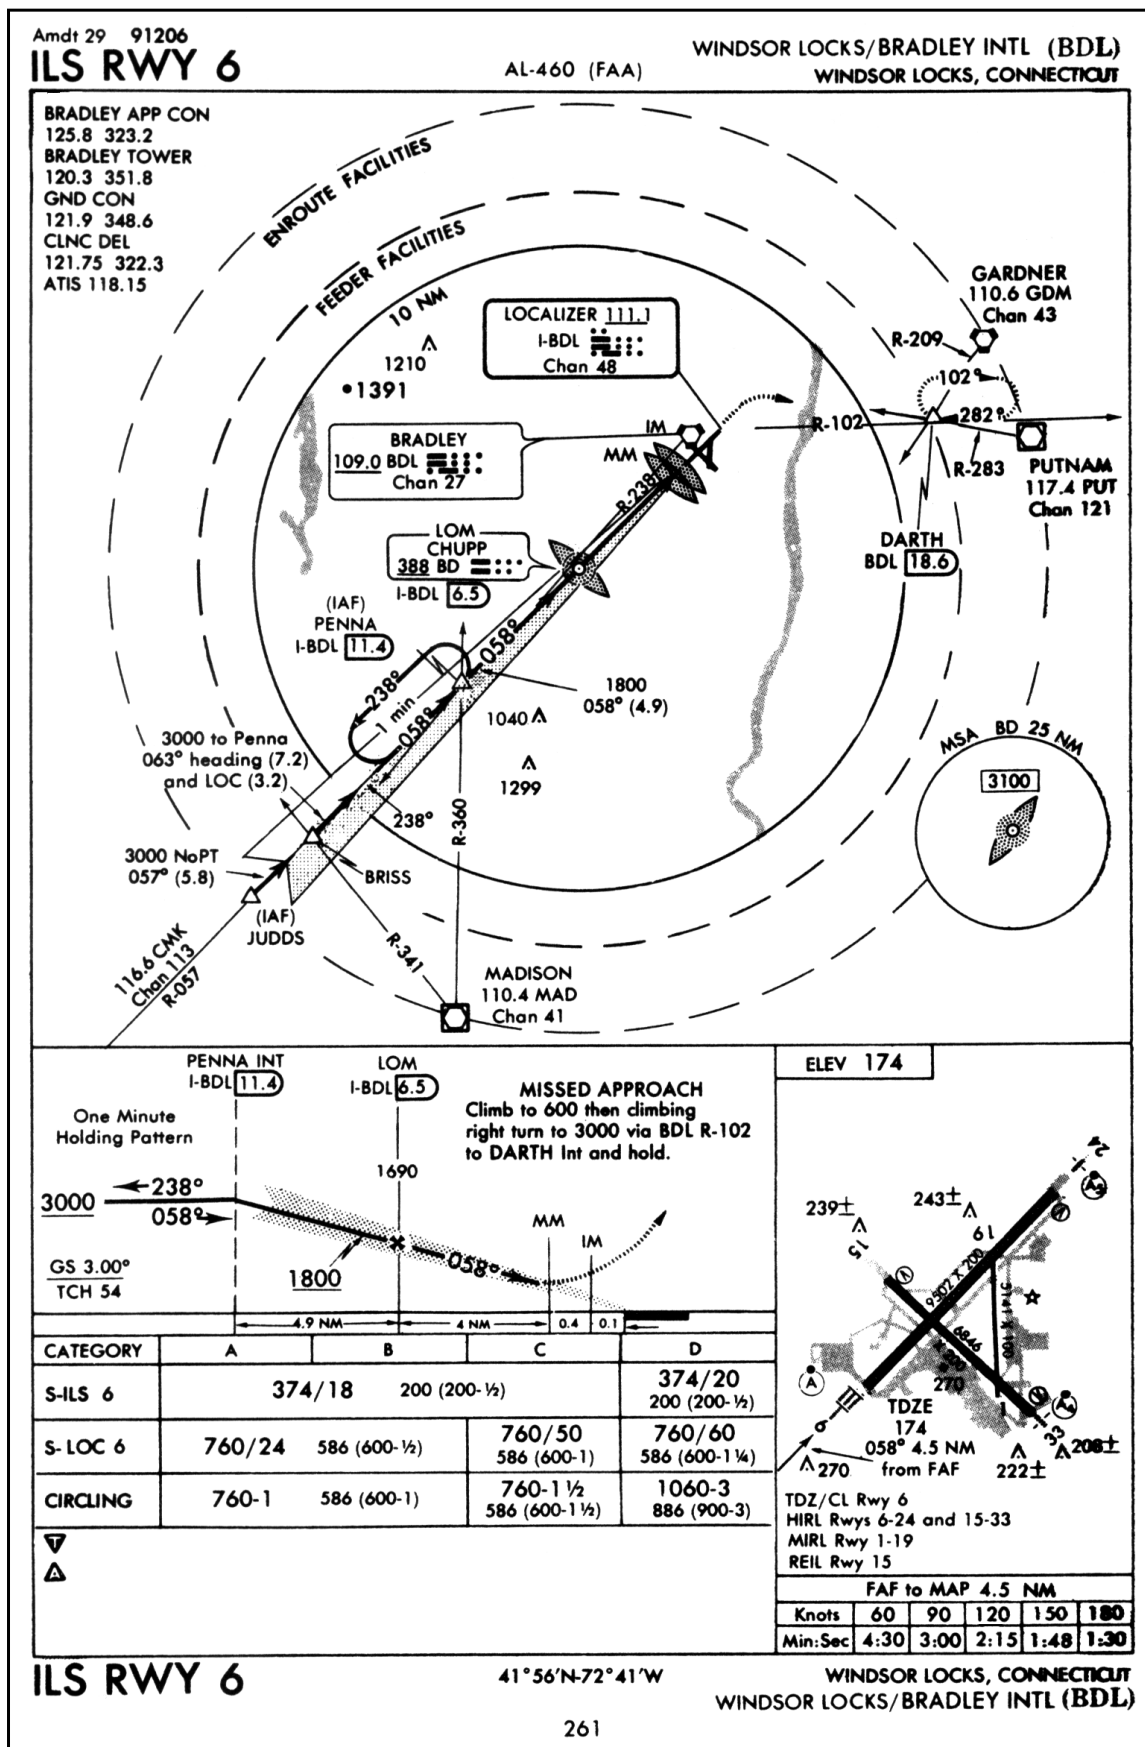 Amdt 29 91206
ILS RWY 6
AL-460 (FAA)
WINDSOR LOCKS/BRADLEY INTL (BDL)
WINDSOR LOCKS, CONNECTICUT
BRADLEY APP CON
125.8 323.2
BRADLEY TOWER
120.3 351.8
GND CON
121.9 348.6
CLNC DEL
121.75 322.3
ATIS 118.15
ENROUTE FACILITIES
FEEDER FACILITIES
10 NM
1210
1391
LOCALIZER 111.1
I-BDL
Chan 48
GARDNER
110.6 GDM
Chan 43
R-209
102°
282°
R-102
R-283
PUTNAM
117.4 PUT
Chan 121
DARTH
BDL 18.6
IM
MM
BRADLEY
109.0 BDL
Chan 27
R-238
LOM
CHUPP
388 BD
I-BDL 6.5
(IAF)
PENNA
I-BDL 11.4
058°
238°
1 min
058°
1800
058° (4.9)
1040
1299
3000 to Penna
063° heading (7.2)
and LOC (3.2)
238°
R-360
3000 NoPT
057° (5.8)
BRISS
(IAF)
JUDDS
R-341
116.6 CMK
Chan 113
R-057
MADISON
110.4 MAD
Chan 41
MSA BD 25 NM
3100
PENNA INT
I-BDL 11.4
LOM
I-BDL 6.5
One Minute
Holding Pattern
MISSED APPROACH
Climb to 600 then climbing
right turn to 3000 via BDL R-102
to DARTH Int and hold.
1690
3000
238°
058°
MM
IM
058°
1800
GS 3.00°
TCH 54
4.9 NM
4 NM
0.4
0.1
CATEGORY A B C D
S-ILS 6 374/18 200 (200-½) 374/20
200 (200-½)
S-LOC 6 760/24 586 (600-½) 760/50 760/60
586 (600-1) 586 (600-1¼)
CIRCLING 760-1 586 (600-1) 760-1½ 1060-3
586 (600-1½) 886 (900-3)
T
A
ELEV 174
24
239±
243±
15
19
9502 X 200
5141 X 100
6846
X 200
270
A
TDZE
174
1
6
33
058° 4.5 NM
from FAF
270
222±
208±
TDZ/CL Rwy 6
HIRL Rwys 6-24 and 15-33
MIRL Rwy 1-19
REIL Rwy 15
FAF to MAP 4.5 NM
Knots 60 90 120 150 180
Min:Sec 4:30 3:00 2:15 1:48 1:30
ILS RWY 6
41°56'N-72°41'W
WINDSOR LOCKS, CONNECTICUT
WINDSOR LOCKS/BRADLEY INTL (BDL)
261